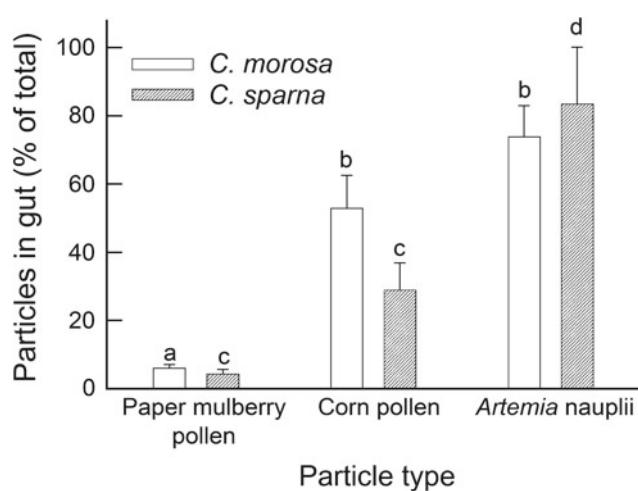 Particles in gut (% of total)
100
80
60
40
20
0
C. morosa
C. sparna
a
c
b
c
b
d
Paper mulberry
pollen
Corn pollen
Artemia nauplii
Particle type